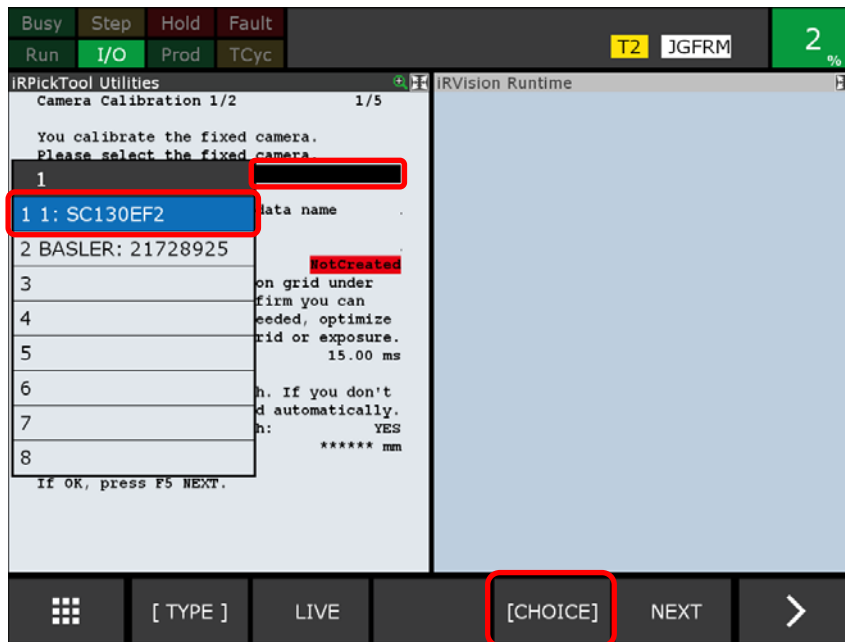 Busy Step Hold Fault
Run I/O Prod TCyc
T2 JGFRM 2 %
iRPickTool Utilities
Camera Calibration 1/2 1/5
You calibrate the fixed camera.
Please select the fixed camera.
1
1 1: SC130EF2
data name .
2 BASLER: 21728925
.
NotCreated
3
on grid under
firm you can
4
eeded, optimize
rid or exposure.
5
15.00 ms
6
h. If you don't
d automatically.
7
h: YES
8
****** mm
If OK, press F5 NEXT.
iRVision Runtime
[ TYPE ] LIVE [CHOICE] NEXT >